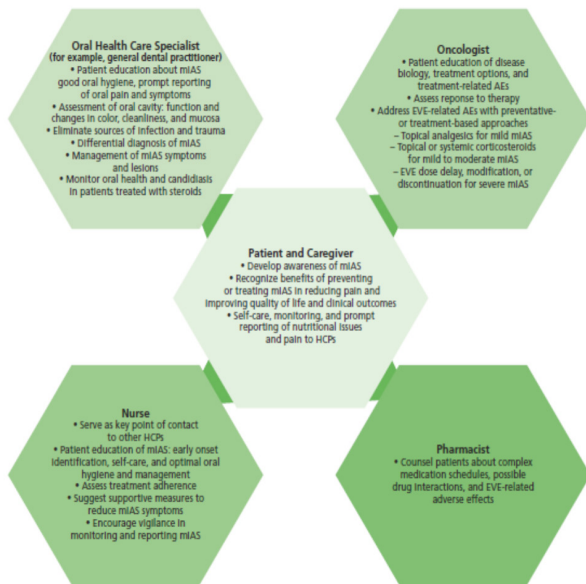 Oral Health Care Specialist
(for example, general dental practitioner)
• Patient education about mIAS
good oral hygiene, prompt reporting
of oral pain and symptoms
• Assessment of oral cavity: function and
changes in color, cleanliness, and mucosa
• Eliminate sources of infection and trauma
• Differential diagnosis of mIAS
• Management of mIAS symptoms
and lesions
• Monitor oral health and candidiasis
in patients treated with steroids
Oncologist
• Patient education of disease
biology, treatment options, and
treatment-related AEs
• Assess reponse to therapy
• Address EVE-related AEs with preventative-
or treatment-based approaches
– Topical analgesics for mild mIAS
– Topical or systemic corticosteroids
for mild to moderate mIAS
– EVE dose delay, modification, or
discontinuation for severe mIAS
Patient and Caregiver
• Develop awareness of mIAS
• Recognize benefits of preventing
or treating mIAS in reducing pain and
improving quality of life and clinical outcomes
• Self-care, monitoring, and prompt
reporting of nutritional issues
and pain to HCPs
Nurse
• Serve as key point of contact
to other HCPs
• Patient education of mIAS: early onset
identification, self-care, and optimal oral
hygiene and management
• Assess treatment adherence
• Suggest supportive measures to
reduce mIAS symptoms
• Encourage vigilance in
monitoring and reporting mIAS
Pharmacist
• Counsel patients about complex
medication schedules, possible
drug interactions, and EVE-related
adverse effects